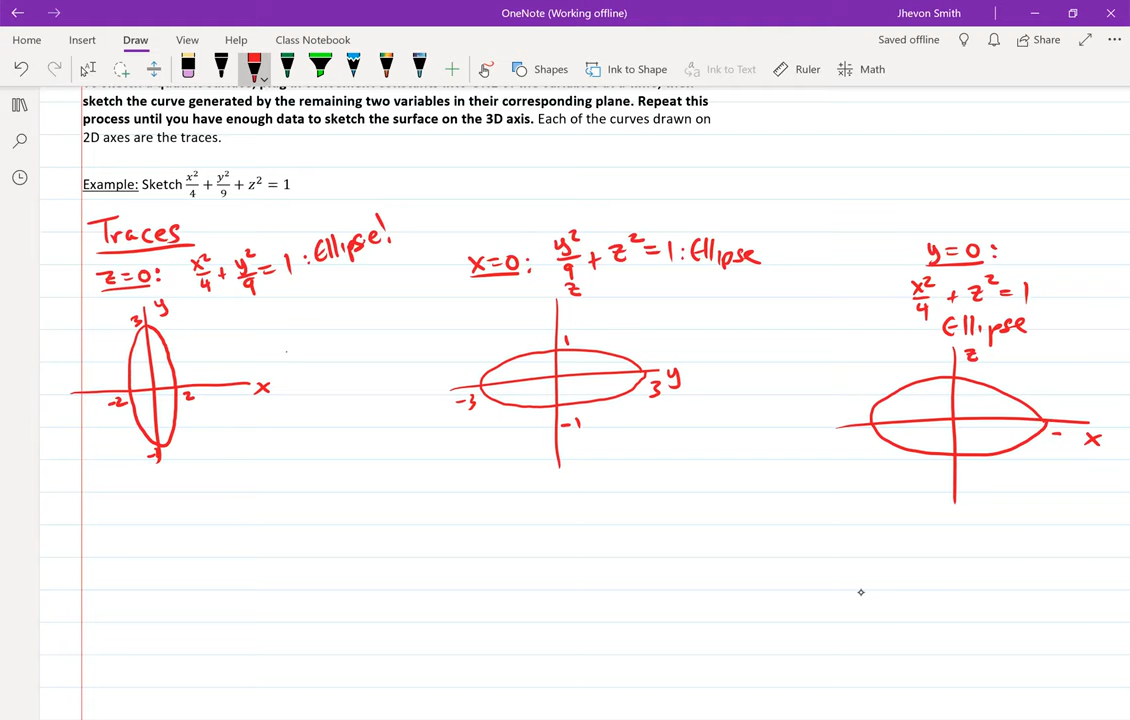 OneNote (Working offline)
Jhevon Smith
Home Insert Draw View Help Class Notebook
Saved offline
Share
Shapes
Ink to Shape
Ink to Text
Ruler
Math
sketch the curve generated by the remaining two variables in their corresponding plane. Repeat this
process until you have enough data to sketch the surface on the 3D axis. Each of the curves drawn on
2D axes are the traces.
Example: Sketch x²/4 + y²/9 + z² = 1
Traces
z=0: x²/4 + y²/9 = 1 : Ellipse!
x=0: y²/9 + z² = 1 : Ellipse
y=0:
x²/4 + z² = 1
Ellipse
y
3
-2
2
x
-3
z
1
-3
3
y
-1
z
-
x